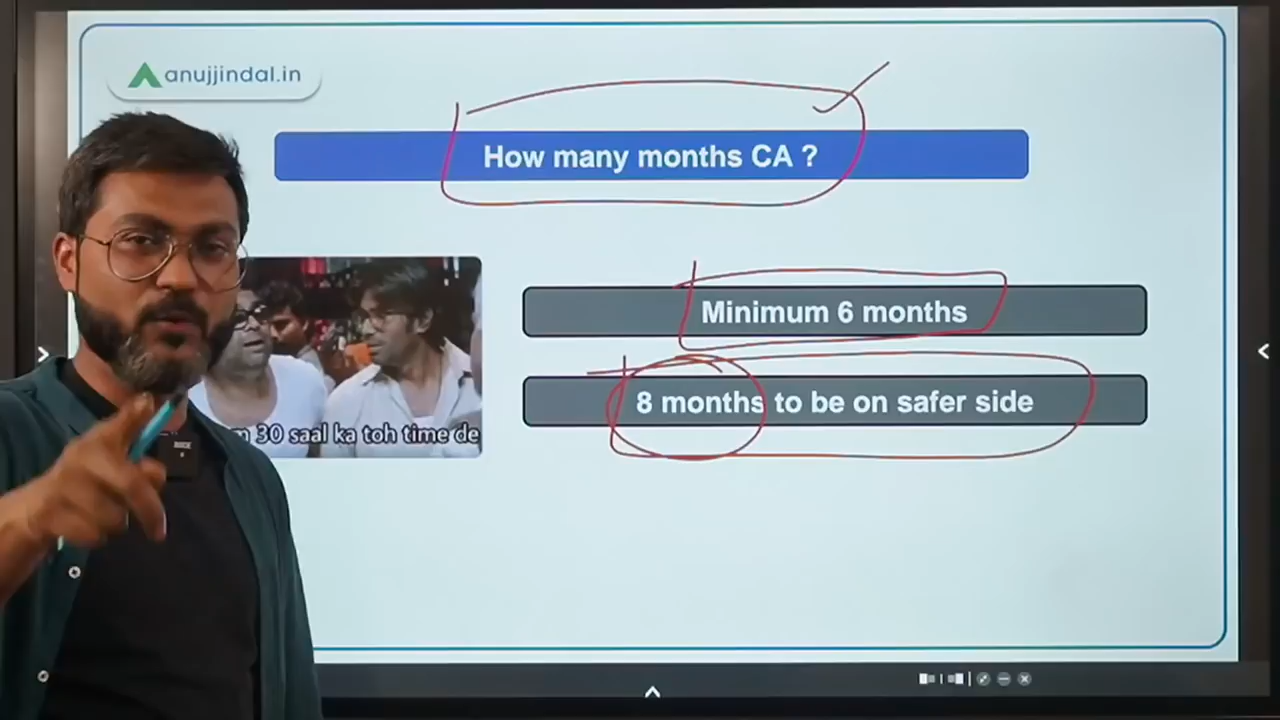 anujjindal.in
How many months CA ?
Minimum 6 months
8 months to be on safer side
30 saal ka toh time de